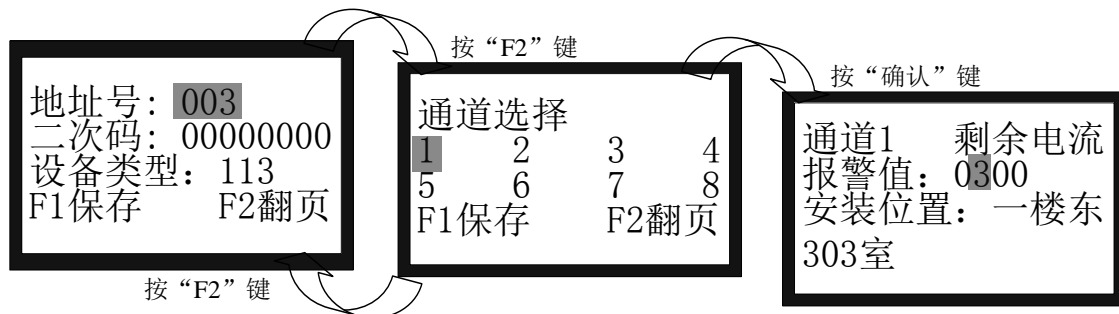 按“F2”键
按“确认”键
地址号: 003
二次码: 00000000
设备类型: 113
F1保存 F2翻页
通道选择
1 2 3 4
5 6 7 8
F1保存 F2翻页
通道1 剩余电流
报警值: 0300
安装位置: 一楼东
303室
按“F2”键